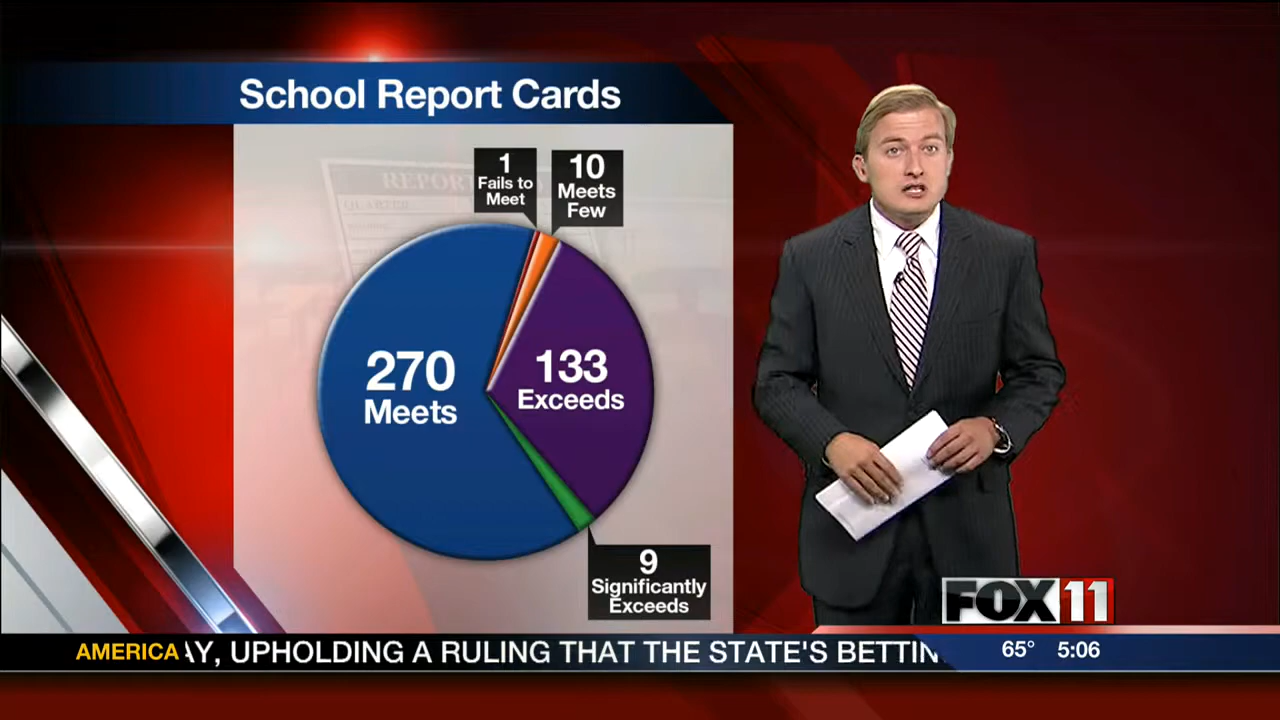 School Report Cards
REPORT
1
Fails to
Meet
10
Meets
Few
270
Meets
133
Exceeds
9
Significantly
Exceeds
FOX 11
AMERICA
Y, UPHOLDING A RULING THAT THE STATE'S BETTIN
65° 5:06